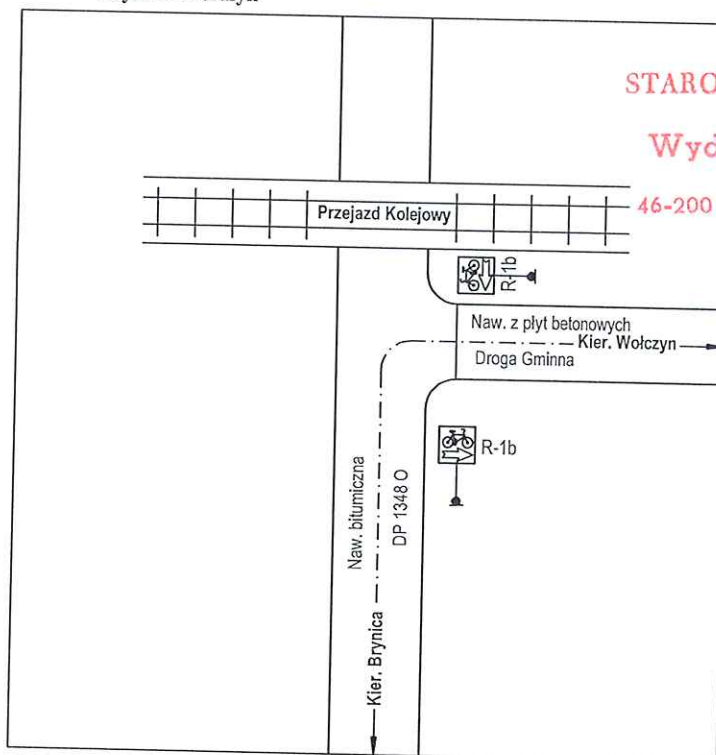 STARO
Wyd
46-200
Przejazd Kolejowy
R-1b
Naw. z płyt betonowych
Kier. Wołczyn
Droga Gminna
R-1b
Naw. bitumiczna
DP 1348 O
Kier. Brynica